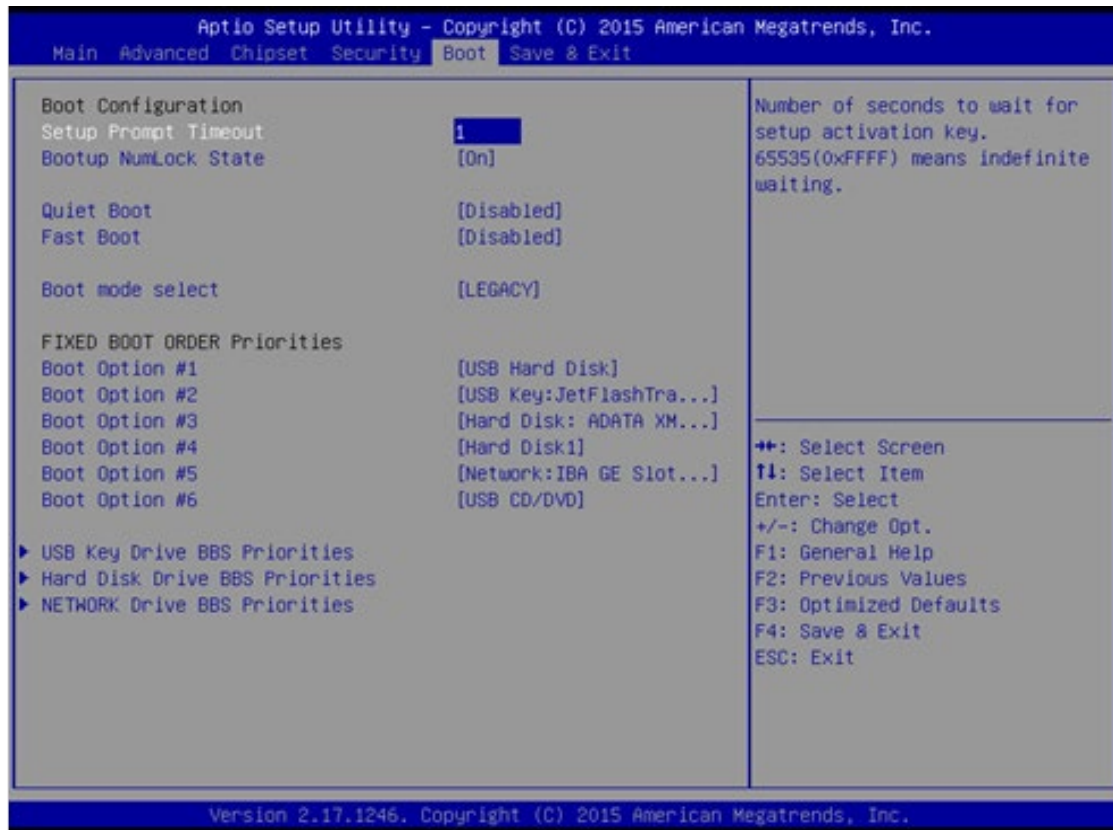 Aptio Setup Utility – Copyright (C) 2015 American Megatrends, Inc.
Main Advanced Chipset Security Boot Save & Exit
Boot Configuration
Setup Prompt Timeout 1
Bootup NumLock State [On]
Quiet Boot [Disabled]
Fast Boot [Disabled]
Boot mode select [LEGACY]
FIXED BOOT ORDER Priorities
Boot Option #1 [USB Hard Disk]
Boot Option #2 [USB Key:JetFlashTra...]
Boot Option #3 [Hard Disk: ADATA XM...]
Boot Option #4 [Hard Disk1]
Boot Option #5 [Network:IBA GE Slot...]
Boot Option #6 [USB CD/DVD]
► USB Key Drive BBS Priorities
► Hard Disk Drive BBS Priorities
► NETWORK Drive BBS Priorities
Number of seconds to wait for
setup activation key.
65535(0xFFFF) means indefinite
waiting.
→←: Select Screen
↑↓: Select Item
Enter: Select
+/-: Change Opt.
F1: General Help
F2: Previous Values
F3: Optimized Defaults
F4: Save & Exit
ESC: Exit
Version 2.17.1246. Copyright (C) 2015 American Megatrends, Inc.